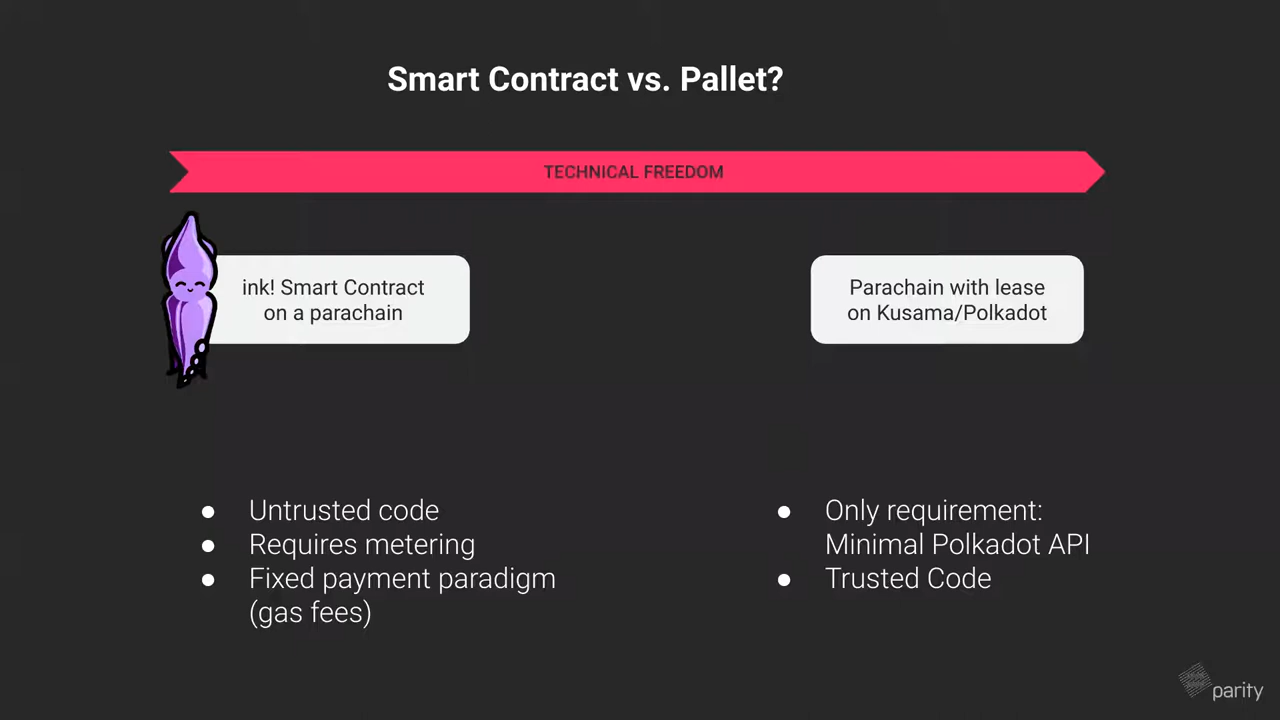 Smart Contract vs. Pallet?
TECHNICAL FREEDOM
ink! Smart Contract
on a parachain
Parachain with lease
on Kusama/Polkadot
● Untrusted code
● Requires metering
● Fixed payment paradigm
(gas fees)
● Only requirement:
Minimal Polkadot API
● Trusted Code
parity